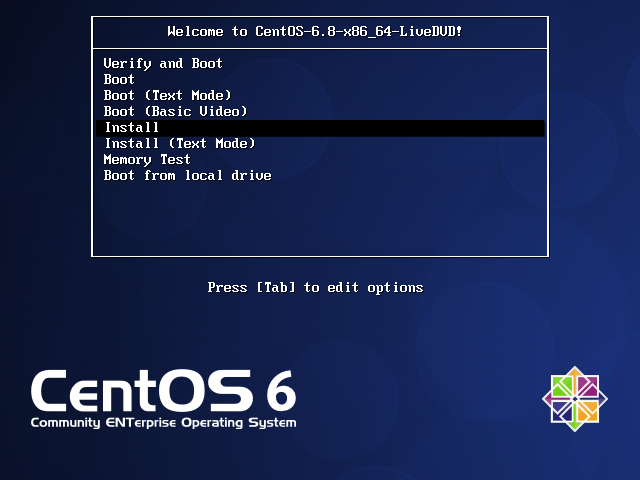 Welcome to CentOS-6.8-x86_64-LiveDVD!
Verify and Boot
Boot
Boot (Text Mode)
Boot (Basic Video)
Install
Install (Text Mode)
Memory Test
Boot from local drive
Press [Tab] to edit options
CentOS 6
Community ENTerprise Operating System